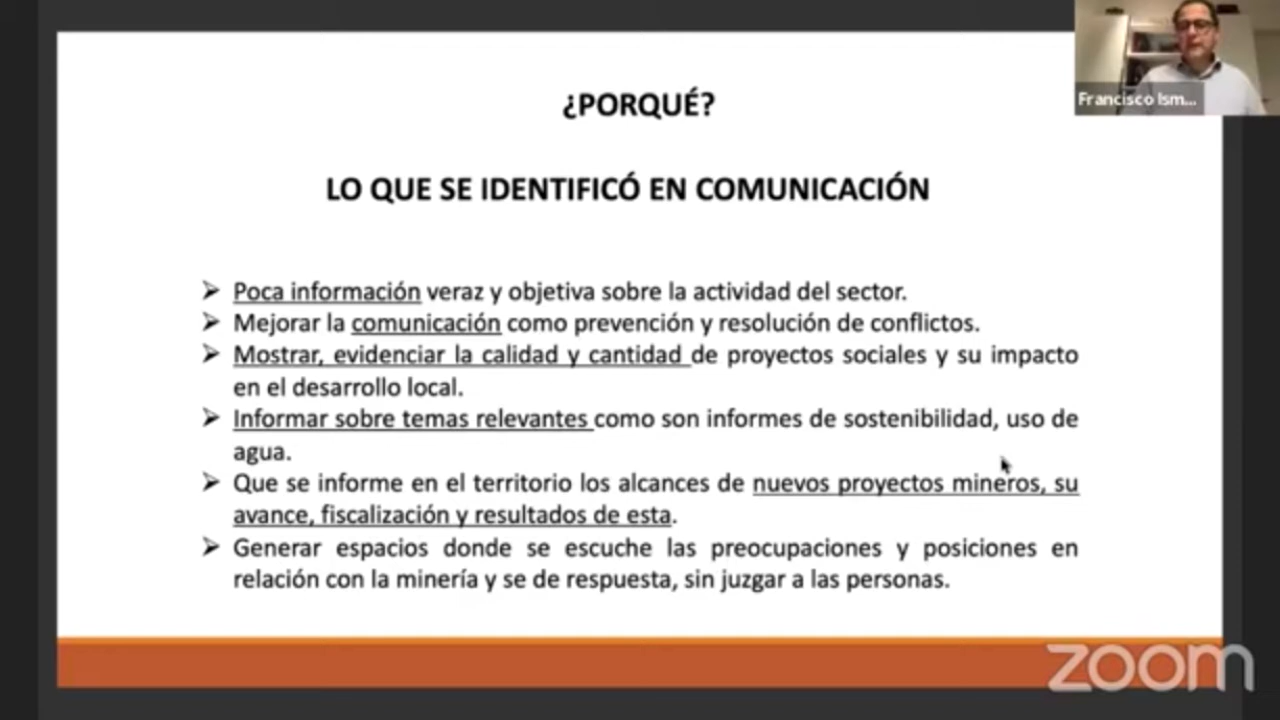 ¿PORQUÉ?
LO QUE SE IDENTIFICÓ EN COMUNICACIÓN
Francisco Ism...
➢ Poca información veraz y objetiva sobre la actividad del sector.
➢ Mejorar la comunicación como prevención y resolución de conflictos.
➢ Mostrar, evidenciar la calidad y cantidad de proyectos sociales y su impacto
en el desarrollo local.
➢ Informar sobre temas relevantes como son informes de sostenibilidad, uso de
agua.
➢ Que se informe en el territorio los alcances de nuevos proyectos mineros, su
avance, fiscalización y resultados de esta.
➢ Generar espacios donde se escuche las preocupaciones y posiciones en
relación con la minería y se de respuesta, sin juzgar a las personas.
zoom